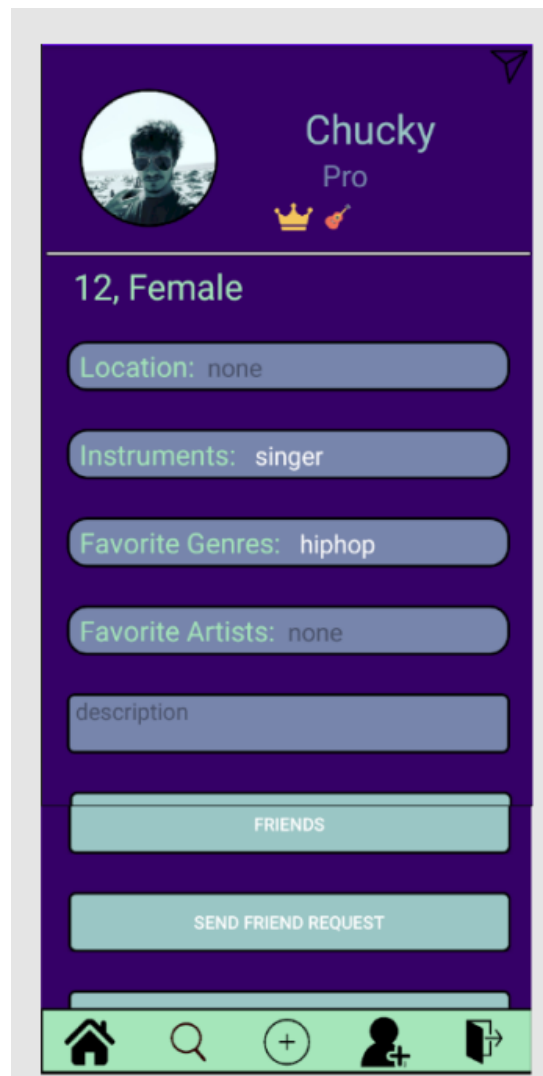 Chucky
Pro
12, Female
Location: none
Instruments: singer
Favorite Genres: hiphop
Favorite Artists: none
description
FRIENDS
SEND FRIEND REQUEST